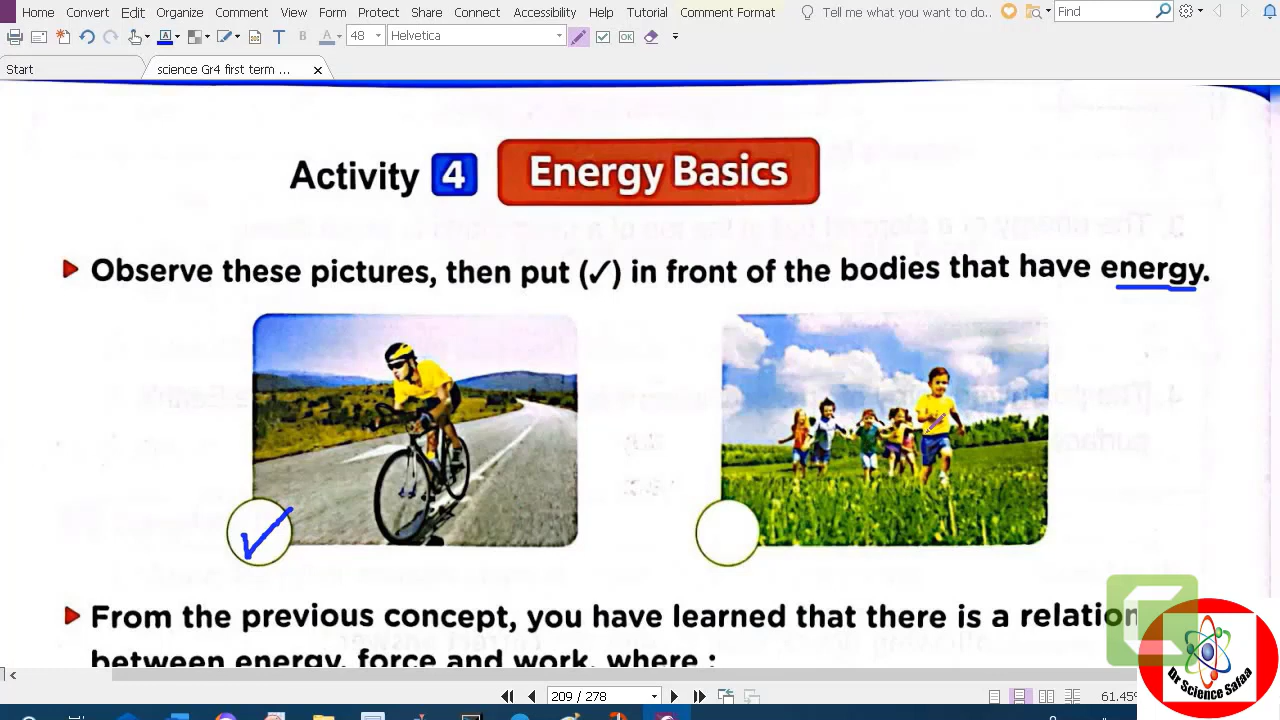 Home Comment Convert Edit Organize Comment View Form Protect Share Connect Accessibility Help Tutorial Comment Format Tell me what you want to do.. Find
A 48 Helvetica OK
Start science Gr4 first term ...
Activity 4 Energy Basics
Observe these pictures, then put (✓) in front of the bodies that have energy.
From the previous concept, you have learned that there is a relation
between energy, force and work, where :
Dr Science Safaa
209 / 278 61.45%